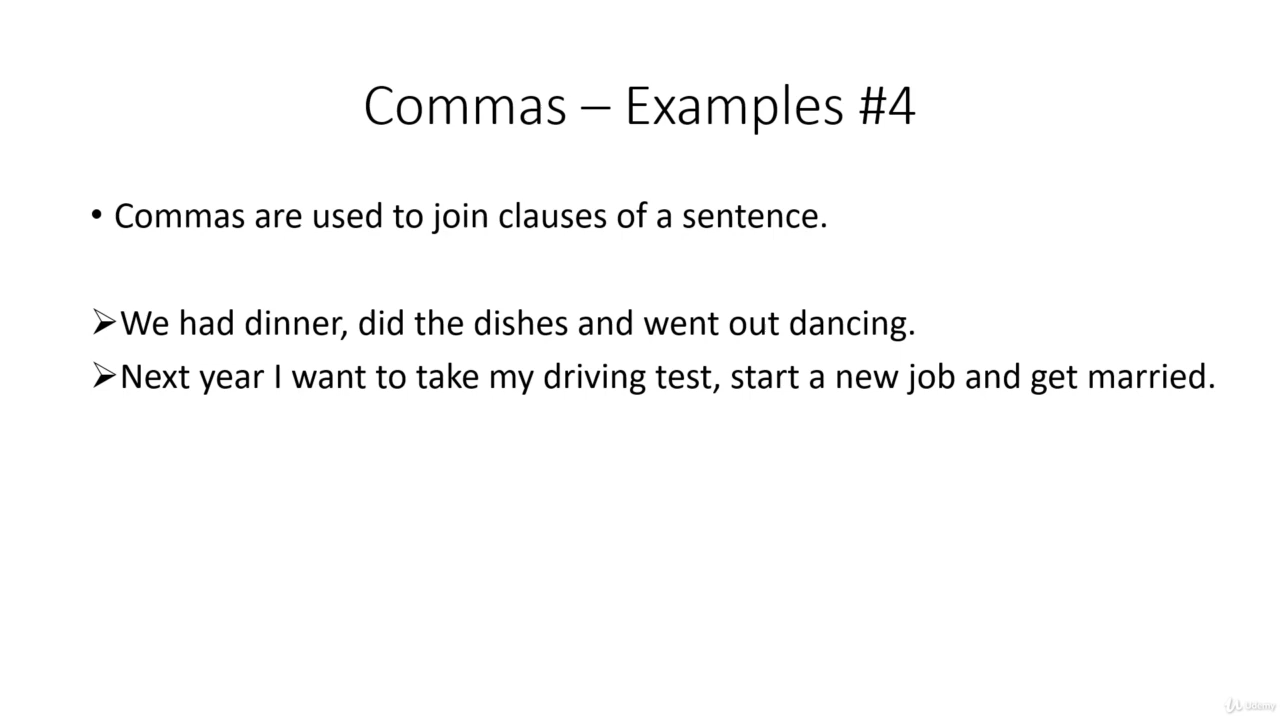 Commas – Examples #4
• Commas are used to join clauses of a sentence.
➢We had dinner, did the dishes and went out dancing.
➢Next year I want to take my driving test, start a new job and get married.
Udemy